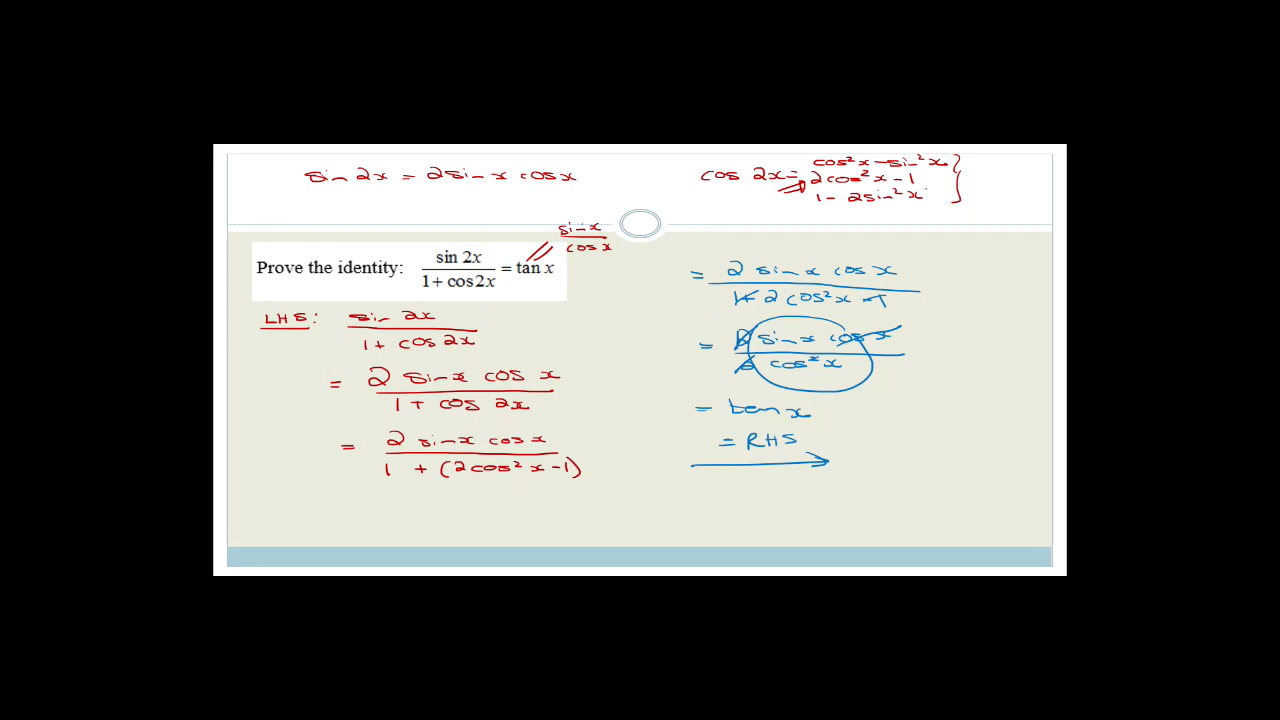 sin 2x = 2sin x cos x
cos 2x = cos²x - sin²x
2cos²x - 1
1 - 2sin²x
sin x
cos x
Prove the identity: sin 2x / 1 + cos 2x = tan x
LHS: sin 2x / 1 + cos 2x
= 2 sin x cos x / 1 + cos 2x
= 2 sin x cos x / 1 + (2cos²x - 1)
= 2 sin x cos x / 1 + 2 cos²x - 1
= 2 sin x cos x / 2 cos²x
= tan x
= RHS